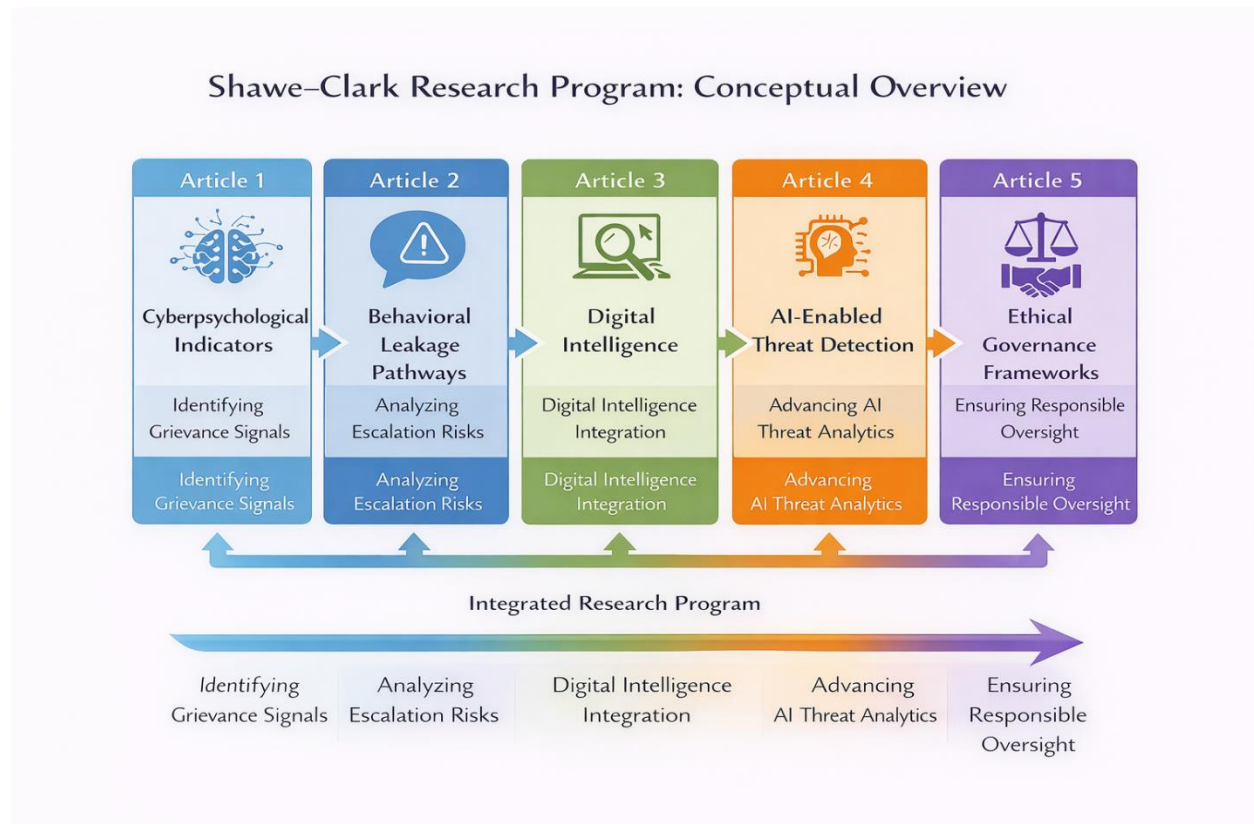 Shawe–Clark Research Program: Conceptual Overview
Article 1
Cyberpsychological
Indicators
Identifying
Grievance Signals
Identifying
Grievance Signals
Article 2
Behavioral
Leakage
Pathways
Analyzing
Escalation Risks
Analyzing
Escalation Risks
Article 3
Digital
Intelligence
Digital Intelligence
Integration
Digital Intelligence
Integration
Article 4
AI-Enabled
Threat Detection
Advancing AI
Threat Analytics
Advancing
AI Threat Analytics
Article 5
Ethical
Governance
Frameworks
Ensuring Responsible
Oversight
Ensuring
Responsible Oversight
Integrated Research Program
Identifying
Grievance Signals
Analyzing
Escalation Risks
Digital Intelligence
Integration
Advancing
AI Threat Analytics
Ensuring
Responsible
Oversight